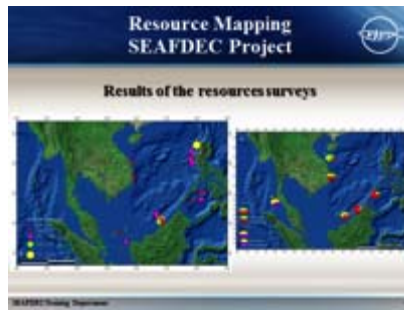 Resource Mapping
SEAFDEC Project
Results of the resources surveys
SEAFDEC Training Department